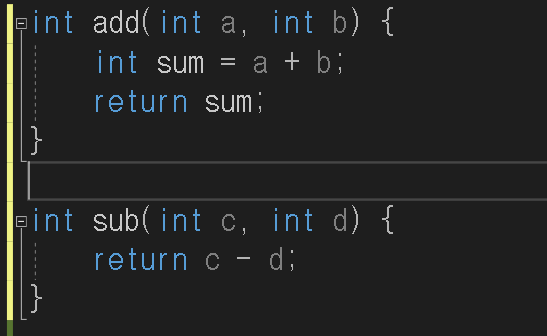 int add(int a, int b) {
    int sum = a + b;
    return sum;
}
int sub(int c, int d) {
    return c - d;
}